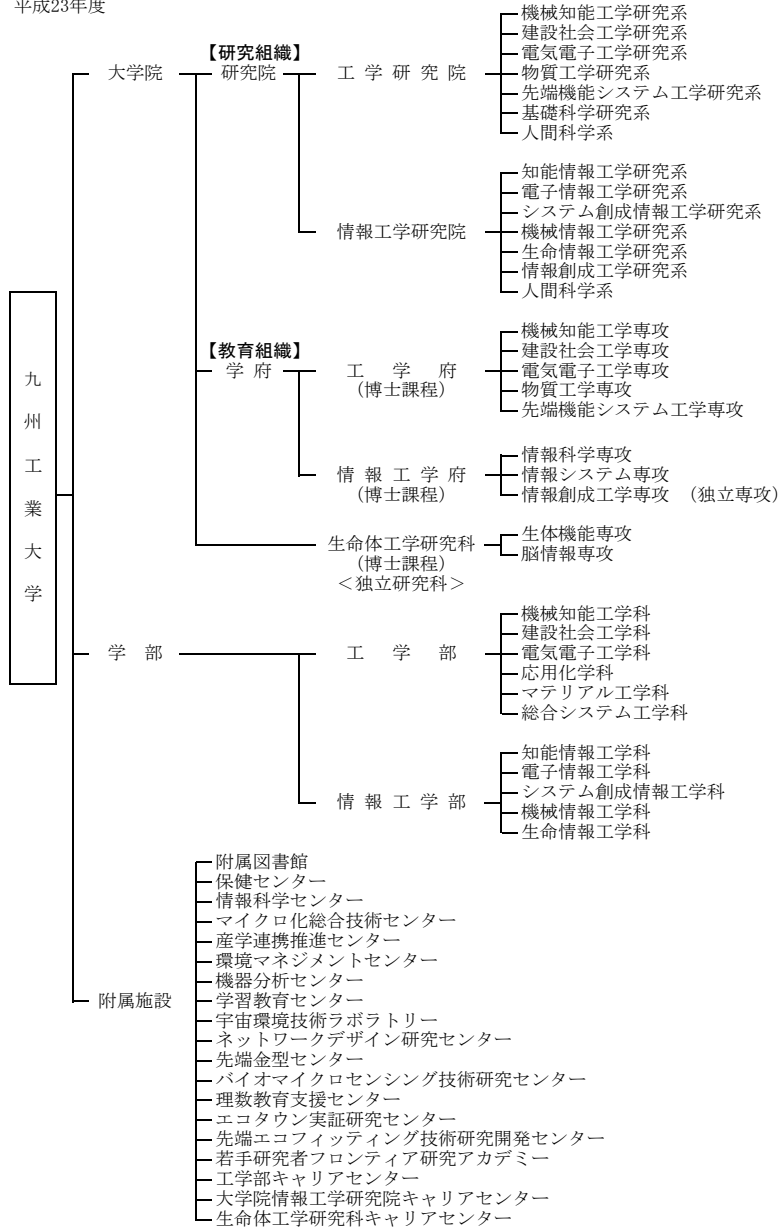 平成23年度
九州工業大学
大学院
【研究組織】
研究院
工学研究院
機械知能工学研究系
建設社会工学研究系
電気電子工学研究系
物質工学研究系
先端機能システム工学研究系
基礎科学研究系
人間科学系
情報工学研究院
知能情報工学研究系
電子情報工学研究系
システム創成情報工学研究系
機械情報工学研究系
生命情報工学研究系
情報創成工学研究系
人間科学系
【教育組織】
学府
工学府
(博士課程)
機械知能工学専攻
建設社会工学専攻
電気電子工学専攻
物質工学専攻
先端機能システム工学専攻
情報工学府
(博士課程)
情報科学専攻
情報システム専攻
情報創成工学専攻 (独立専攻)
生命体工学研究科
(博士課程)
＜独立研究科＞
生体機能専攻
脳情報専攻
学部
工学部
機械知能工学科
建設社会工学科
電気電子工学科
応用化学科
マテリアル工学科
総合システム工学科
情報工学部
知能情報工学科
電子情報工学科
システム創成情報工学科
機械情報工学科
生命情報工学科
附属施設
附属図書館
保健センター
情報科学センター
マイクロ化総合技術センター
産学連携推進センター
環境マネジメントセンター
機器分析センター
学習教育センター
宇宙環境技術ラボラトリー
ネットワークデザイン研究センター
先端金型センター
バイオマイクロセンシング技術研究センター
理数教育支援センター
エコタウン実証研究センター
先端エコフィッティング技術研究開発センター
若手研究者フロンティア研究アカデミー
工学部キャリアセンター
大学院情報工学研究院キャリアセンター
生命体工学研究科キャリアセンター